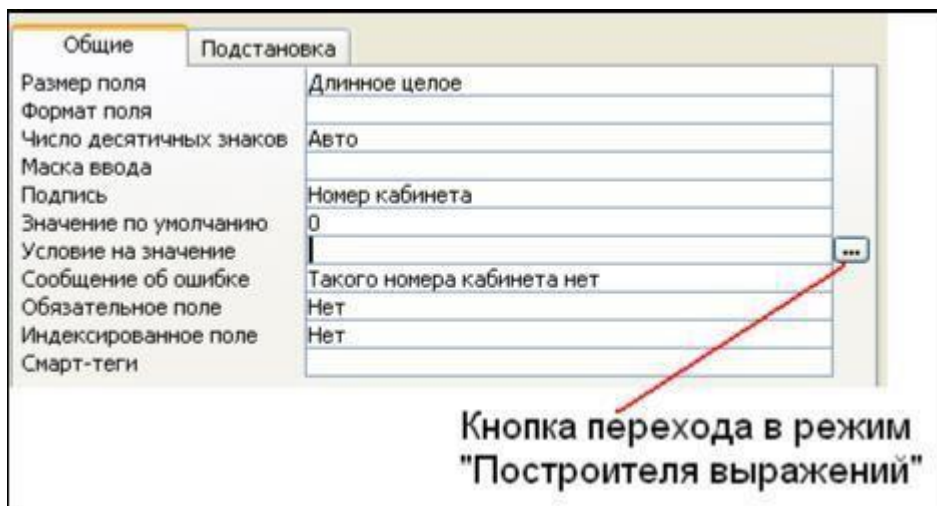 Общие Подстановка
Размер поля Длинное целое
Формат поля
Число десятичных знаков Авто
Маска ввода
Подпись Номер кабинета
Значение по умолчанию 0
Условие на значение ...
Сообщение об ошибке Такого номера кабинета нет
Обязательное поле Нет
Индексированное поле Нет
Смарт-теги
Кнопка перехода в режим
"Построителя выражений"